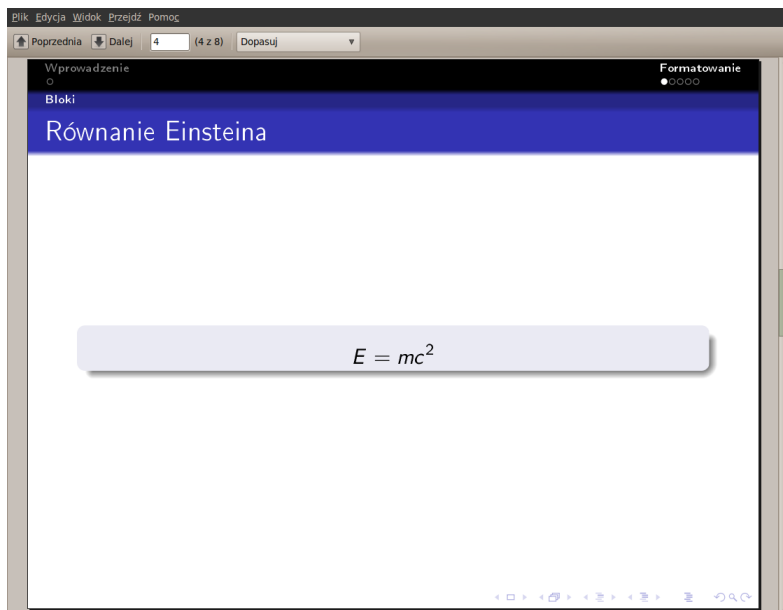 Plik Edycja Widok Przejdź Pomoc
Poprzednia Dalej 4 (4 z 8) Dopasuj
Wprowadzenie Formatowanie
Bloki
Równanie Einsteina
E = mc²